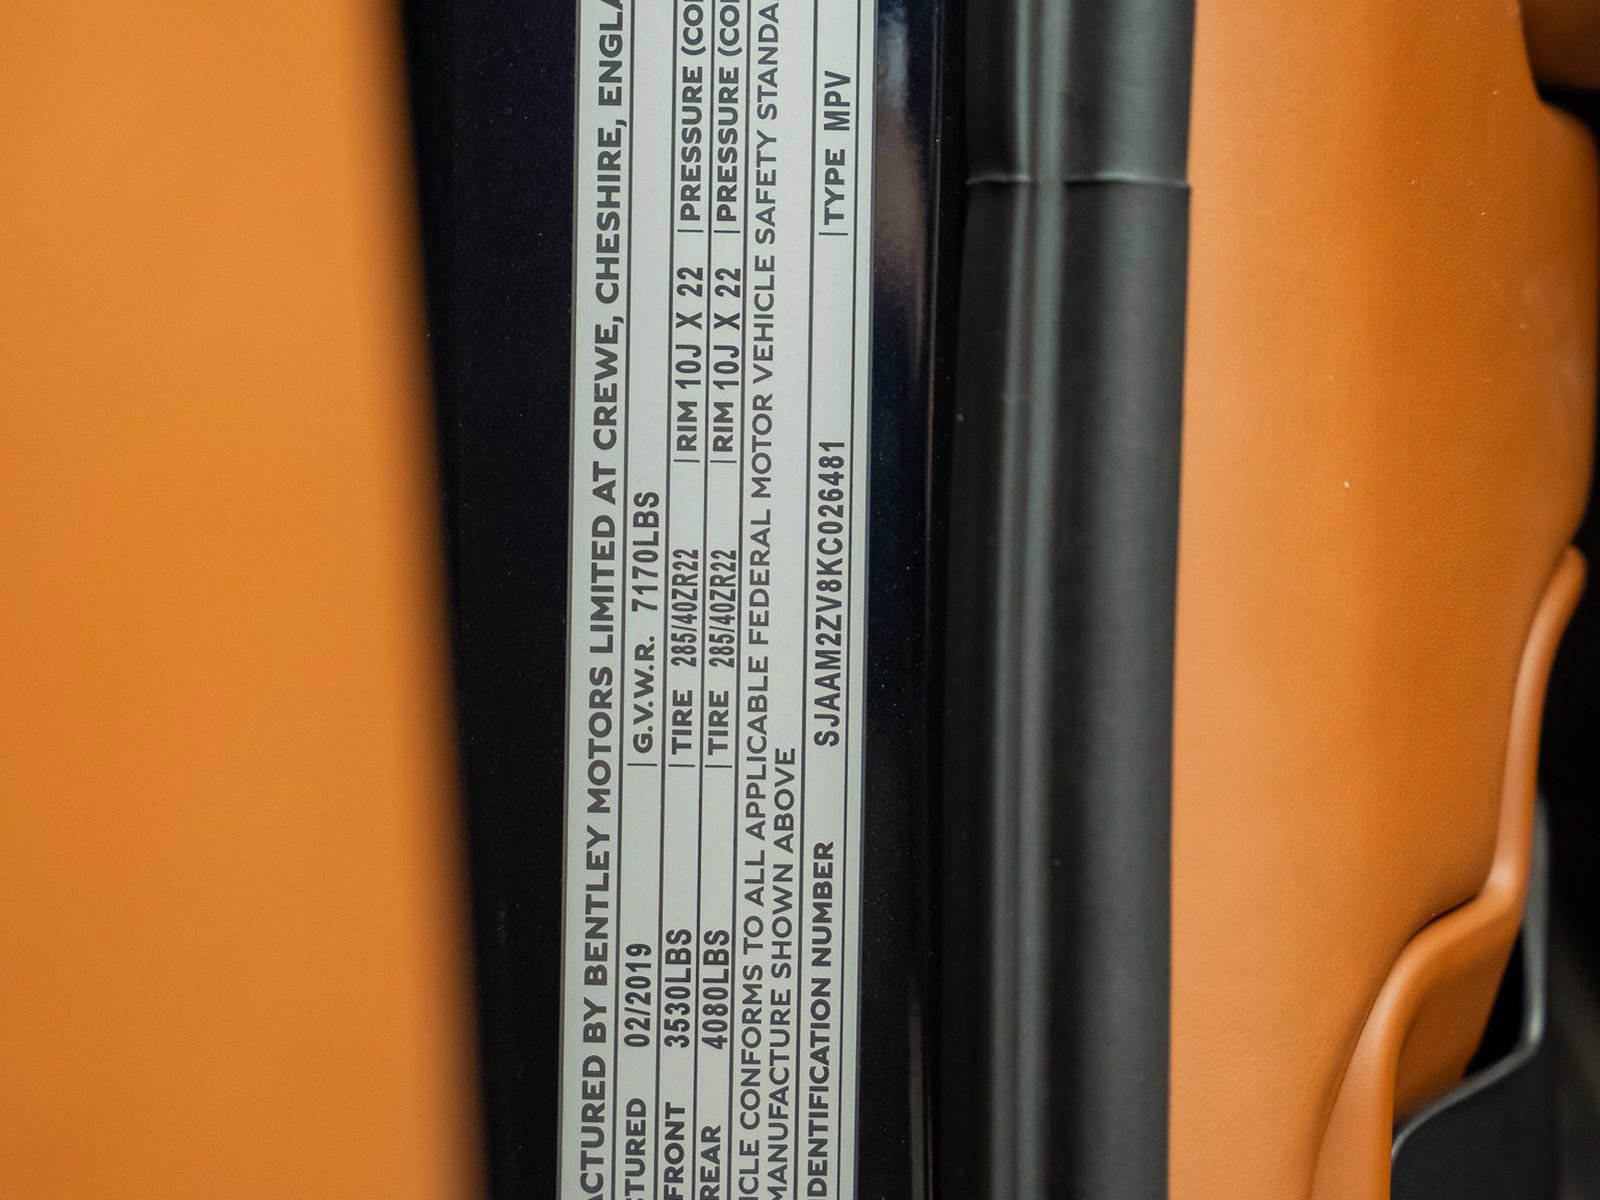 ACTURED BY BENTLEY MOTORS LIMITED AT CREWE, CHESHIRE, ENGLA
CTURED 02/2019 | G.V.W.R. 7170LBS
FRONT 3530LBS | TIRE 285/40ZR22 | RIM 10J X 22 | PRESSURE (CO
REAR 4080LBS | TIRE 285/40ZR22 | RIM 10J X 22 | PRESSURE (CO
ICLE CONFORMS TO ALL APPLICABLE FEDERAL MOTOR VEHICLE SAFETY STANDA
MANUFACTURE SHOWN ABOVE
IDENTIFICATION NUMBER SJAAM2ZV8KC026481 | TYPE MPV